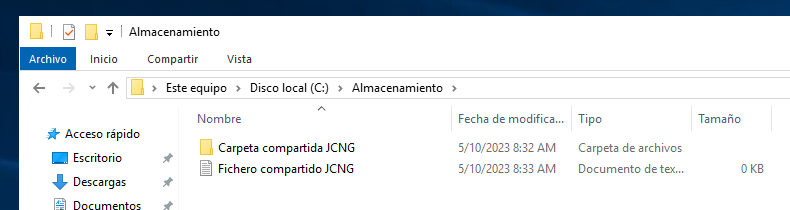 Almacenamiento
Archivo Inicio Compartir Vista
Este equipo Disco local (C:) Almacenamiento
Nombre Fecha de modifica... Tipo Tamaño
Acceso rápido
Carpeta compartida JCNG 5/10/2023 8:32 AM Carpeta de archivos
Escritorio
Fichero compartido JCNG 5/10/2023 8:33 AM Documento de tex... 0 KB
Descargas
Documentos